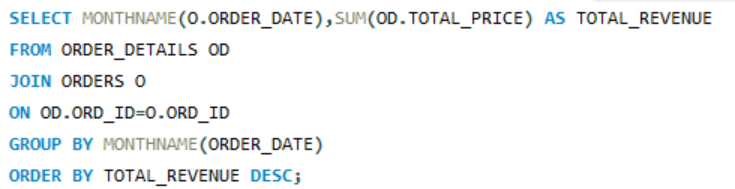 SELECT MONTHNAME(O.ORDER_DATE),SUM(OD.TOTAL_PRICE) AS TOTAL_REVENUE
FROM ORDER_DETAILS OD
JOIN ORDERS O
ON OD.ORD_ID=O.ORD_ID
GROUP BY MONTHNAME(ORDER_DATE)
ORDER BY TOTAL_REVENUE DESC;